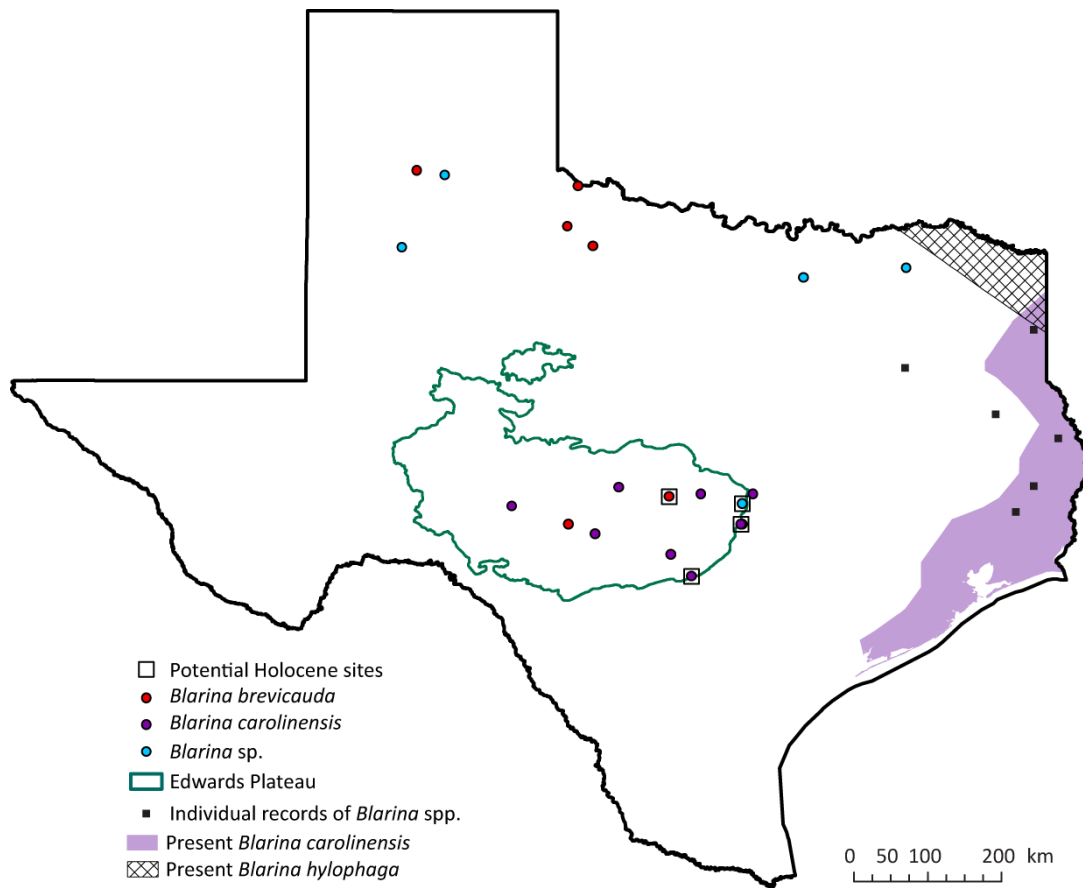 Potential Holocene sites
Blarina brevicauda
Blarina carolinensis
Blarina sp.
Edwards Plateau
Individual records of Blarina spp.
Present Blarina carolinensis
Present Blarina hylophaga
0 50 100 200 km